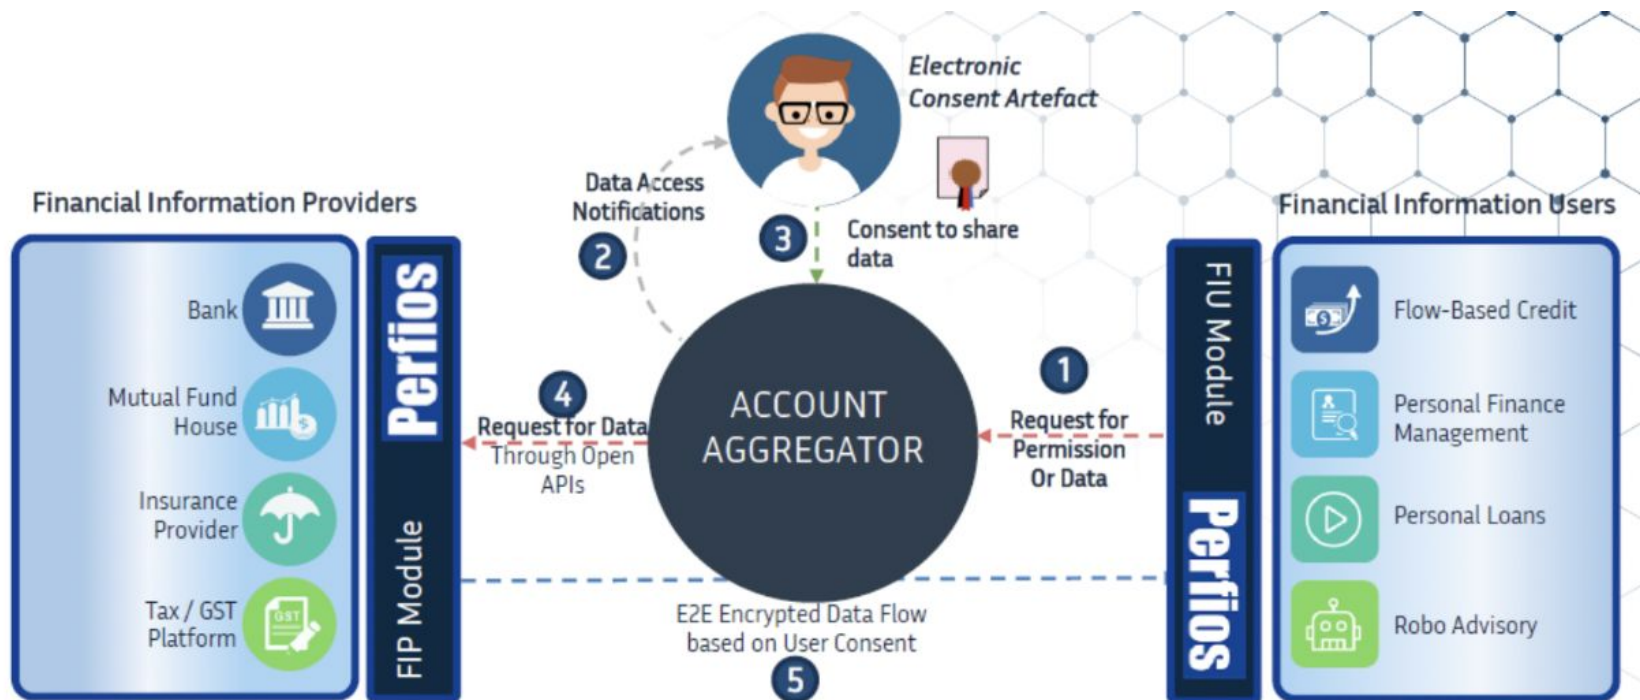 Electronic
Consent Artefact
Data Access
Notifications
2
3
Consent to share
data
Financial Information Providers
Bank
Mutual Fund
House
Insurance
Provider
Tax / GST
Platform
GST
Perfios
FIP Module
4
Request for Data
Through Open
APIs
ACCOUNT
AGGREGATOR
1
Request for
Permission
Or Data
E2E Encrypted Data Flow
based on User Consent
5
FIU Module
Perfios
Financial Information Users
Flow-Based Credit
Personal Finance
Management
Personal Loans
Robo Advisory